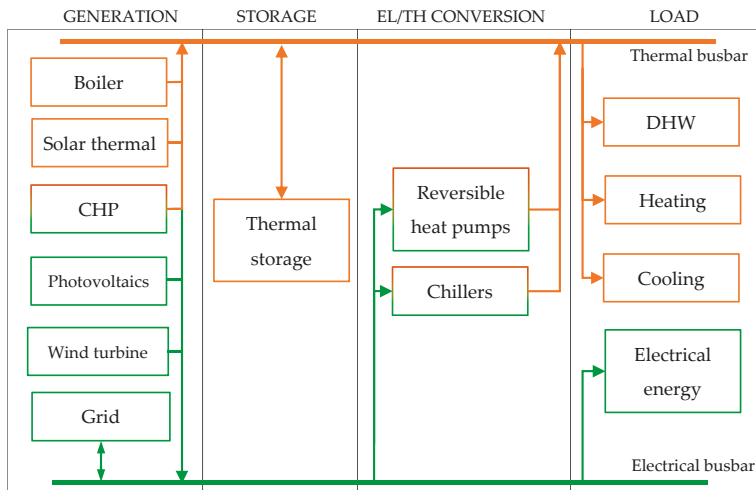 GENERATION
STORAGE
EL/TH CONVERSION
LOAD
Thermal busbar
Boiler
Solar thermal
CHP
Photovoltaics
Wind turbine
Grid
Thermal
storage
Reversible
heat pumps
Chillers
DHW
Heating
Cooling
Electrical
energy
Electrical busbar